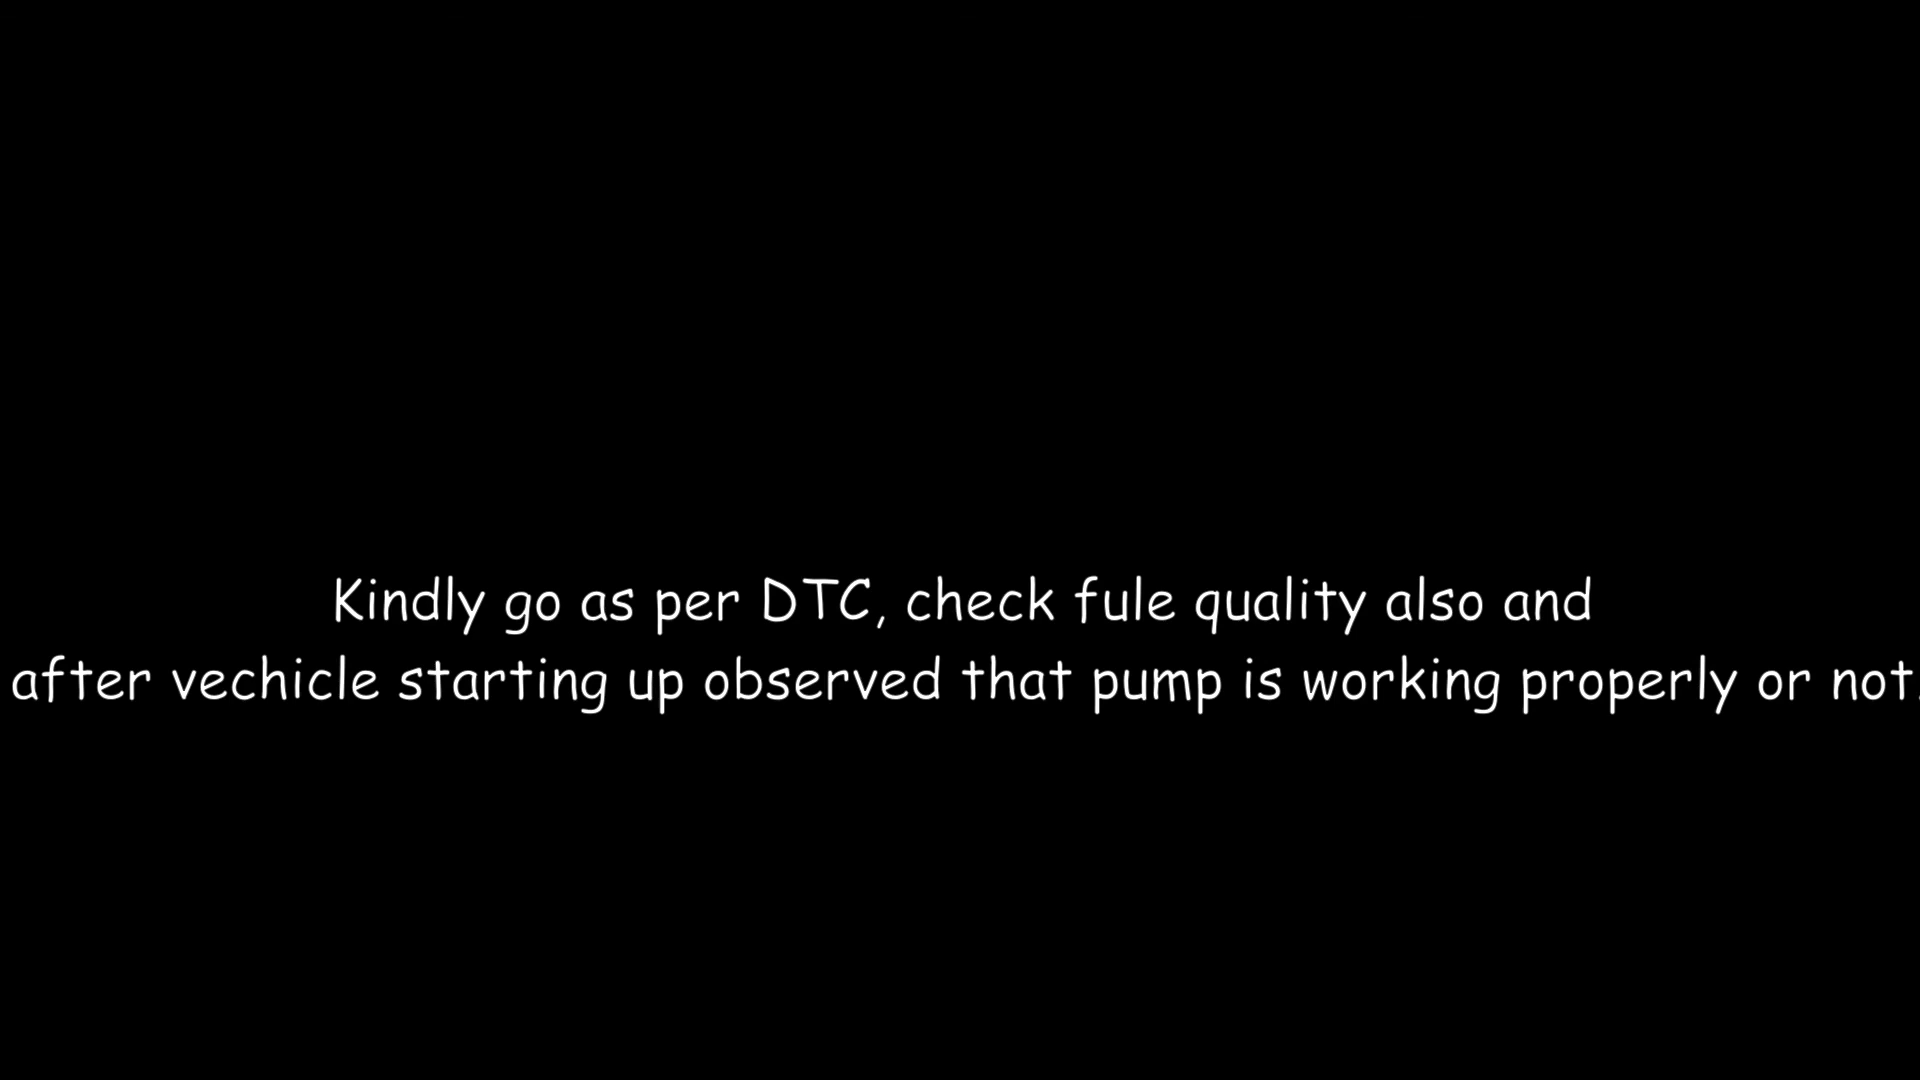 Kindly go as per DTC, check fule quality also and
after vechicle starting up observed that pump is working properly or not.